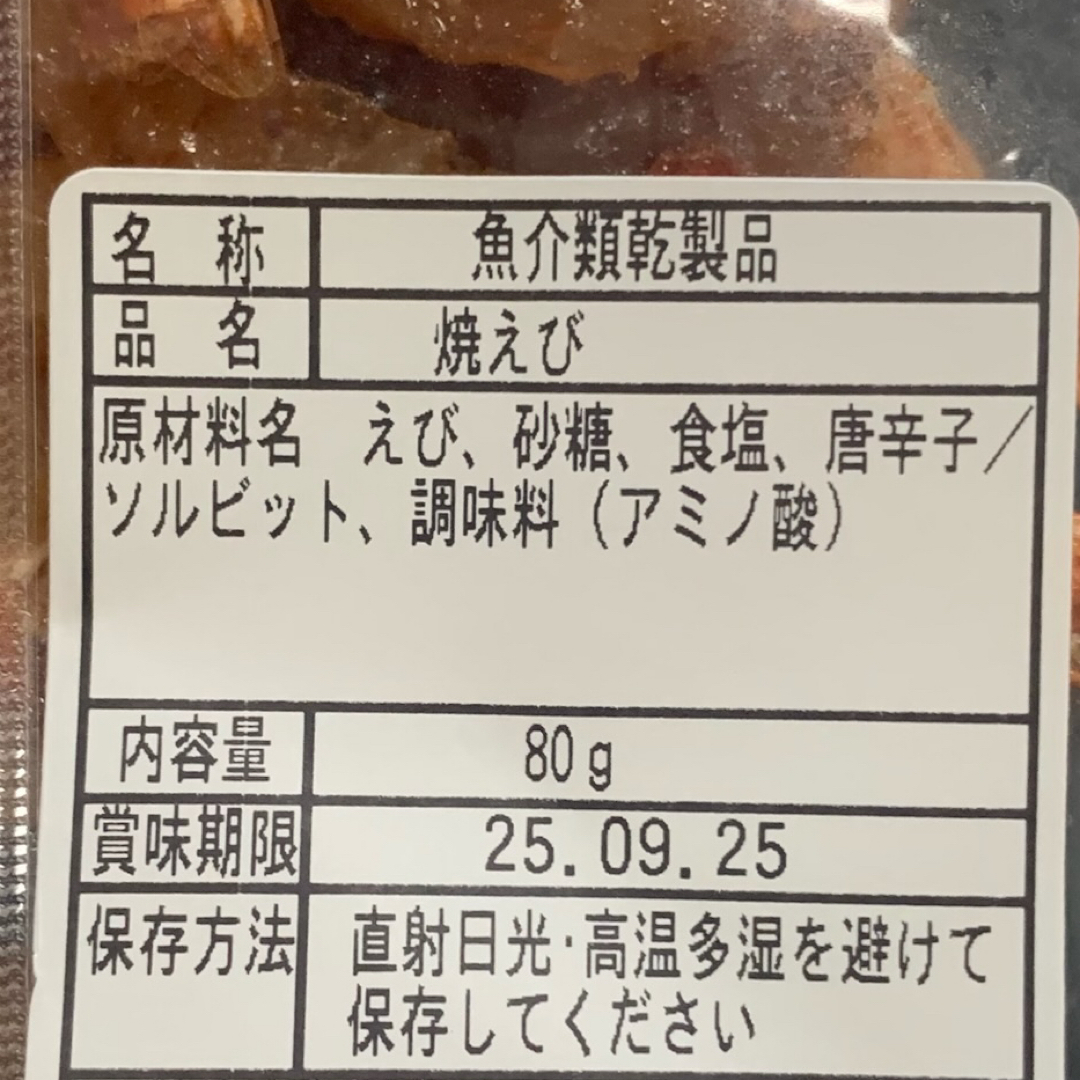 名　称　魚介類乾製品
品　名　焼えび
原材料名　えび、砂糖、食塩、唐辛子／
ソルビット、調味料（アミノ酸）
内容量　80g
賞味期限　25.09.25
保存方法　直射日光・高温多湿を避けて
保存してください